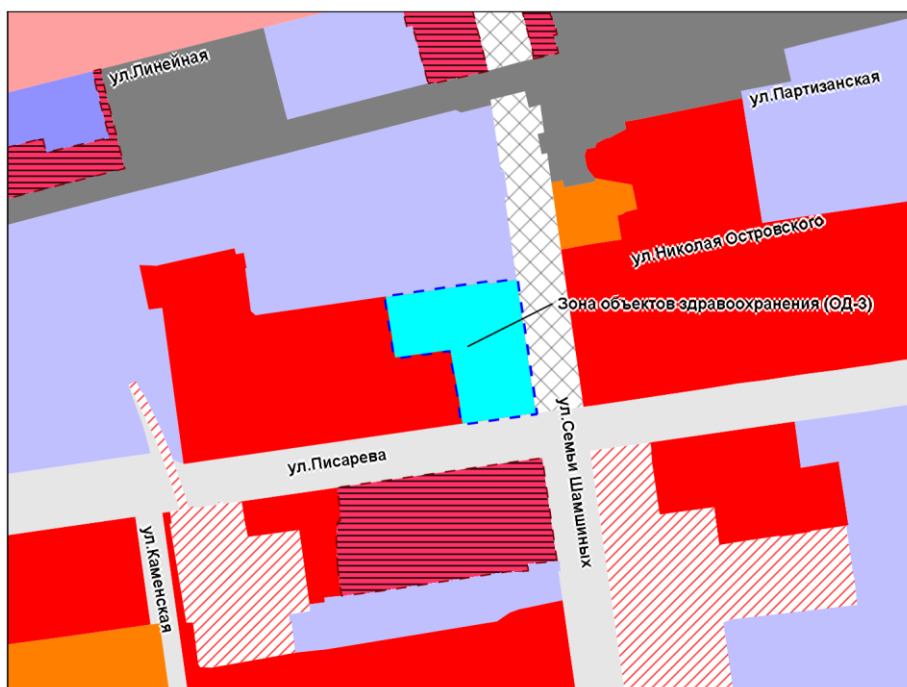 ул.Линейная
ул.Партизанская
ул.Николая Островского
Зона объектов здравоохранения (ОД-3)
ул.Семьи Шамшиных
ул.Писарева
ул.Каменская